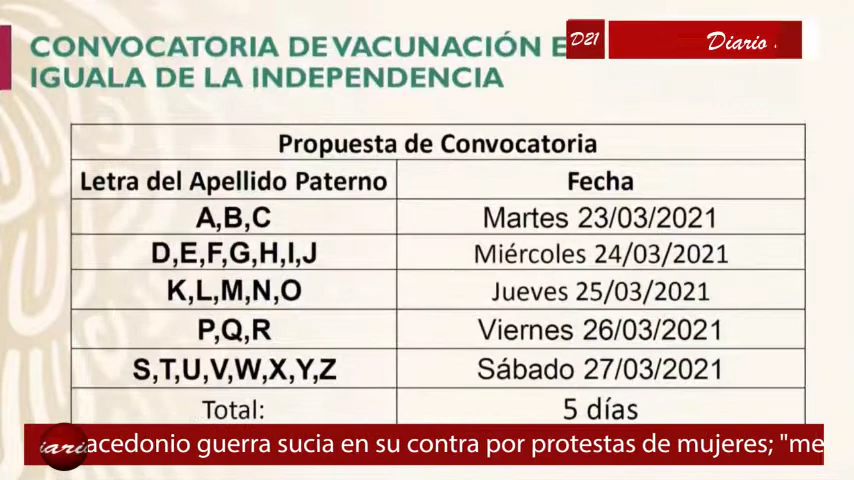 CONVOCATORIA DE VACUNACIÓN E
D21
Diario
IGUALA DE LA INDEPENDENCIA
Propuesta de Convocatoria
Letra del Apellido Paterno Fecha
A,B,C Martes 23/03/2021
D,E,F,G,H,I,J Miércoles 24/03/2021
K,L,M,N,O Jueves 25/03/2021
P,Q,R Viernes 26/03/2021
S,T,U,V,W,X,Y,Z Sábado 27/03/2021
Total: 5 días
iario
acedonio guerra sucia en su contra por protestas de mujeres; "me